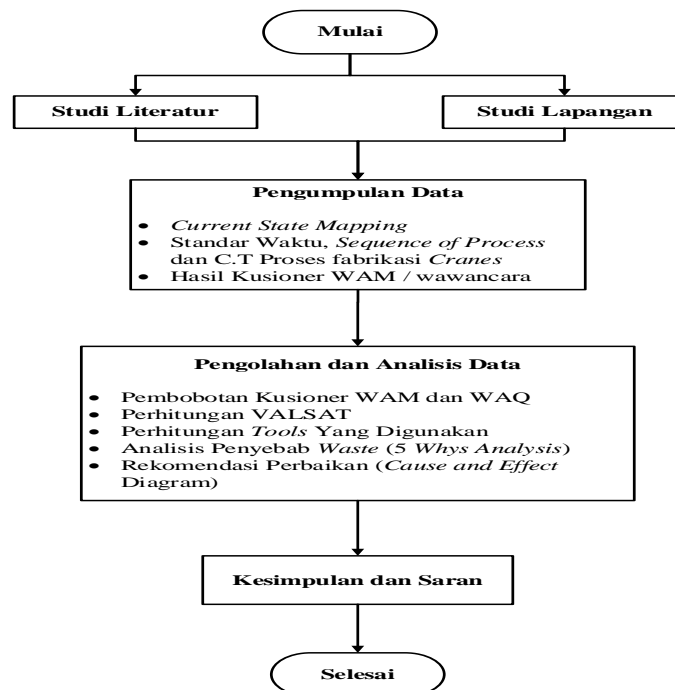 Mulai
Studi Literatur
Studi Lapangan
Pengumpulan Data
• Current State Mapping
• Standar Waktu, Sequence of Process
dan C.T Proses fabrikasi Cranes
• Hasil Kusioner WAM / wawancara
Pengolahan dan Analisis Data
• Pembobotan Kusioner WAM dan WAQ
• Perhitungan VALSAT
• Perhitungan Tools Yang Digunakan
• Analisis Penyebab Waste (5 Whys Analysis)
• Rekomendasi Perbaikan (Cause and Effect
Diagram)
Kesimpulan dan Saran
Selesai